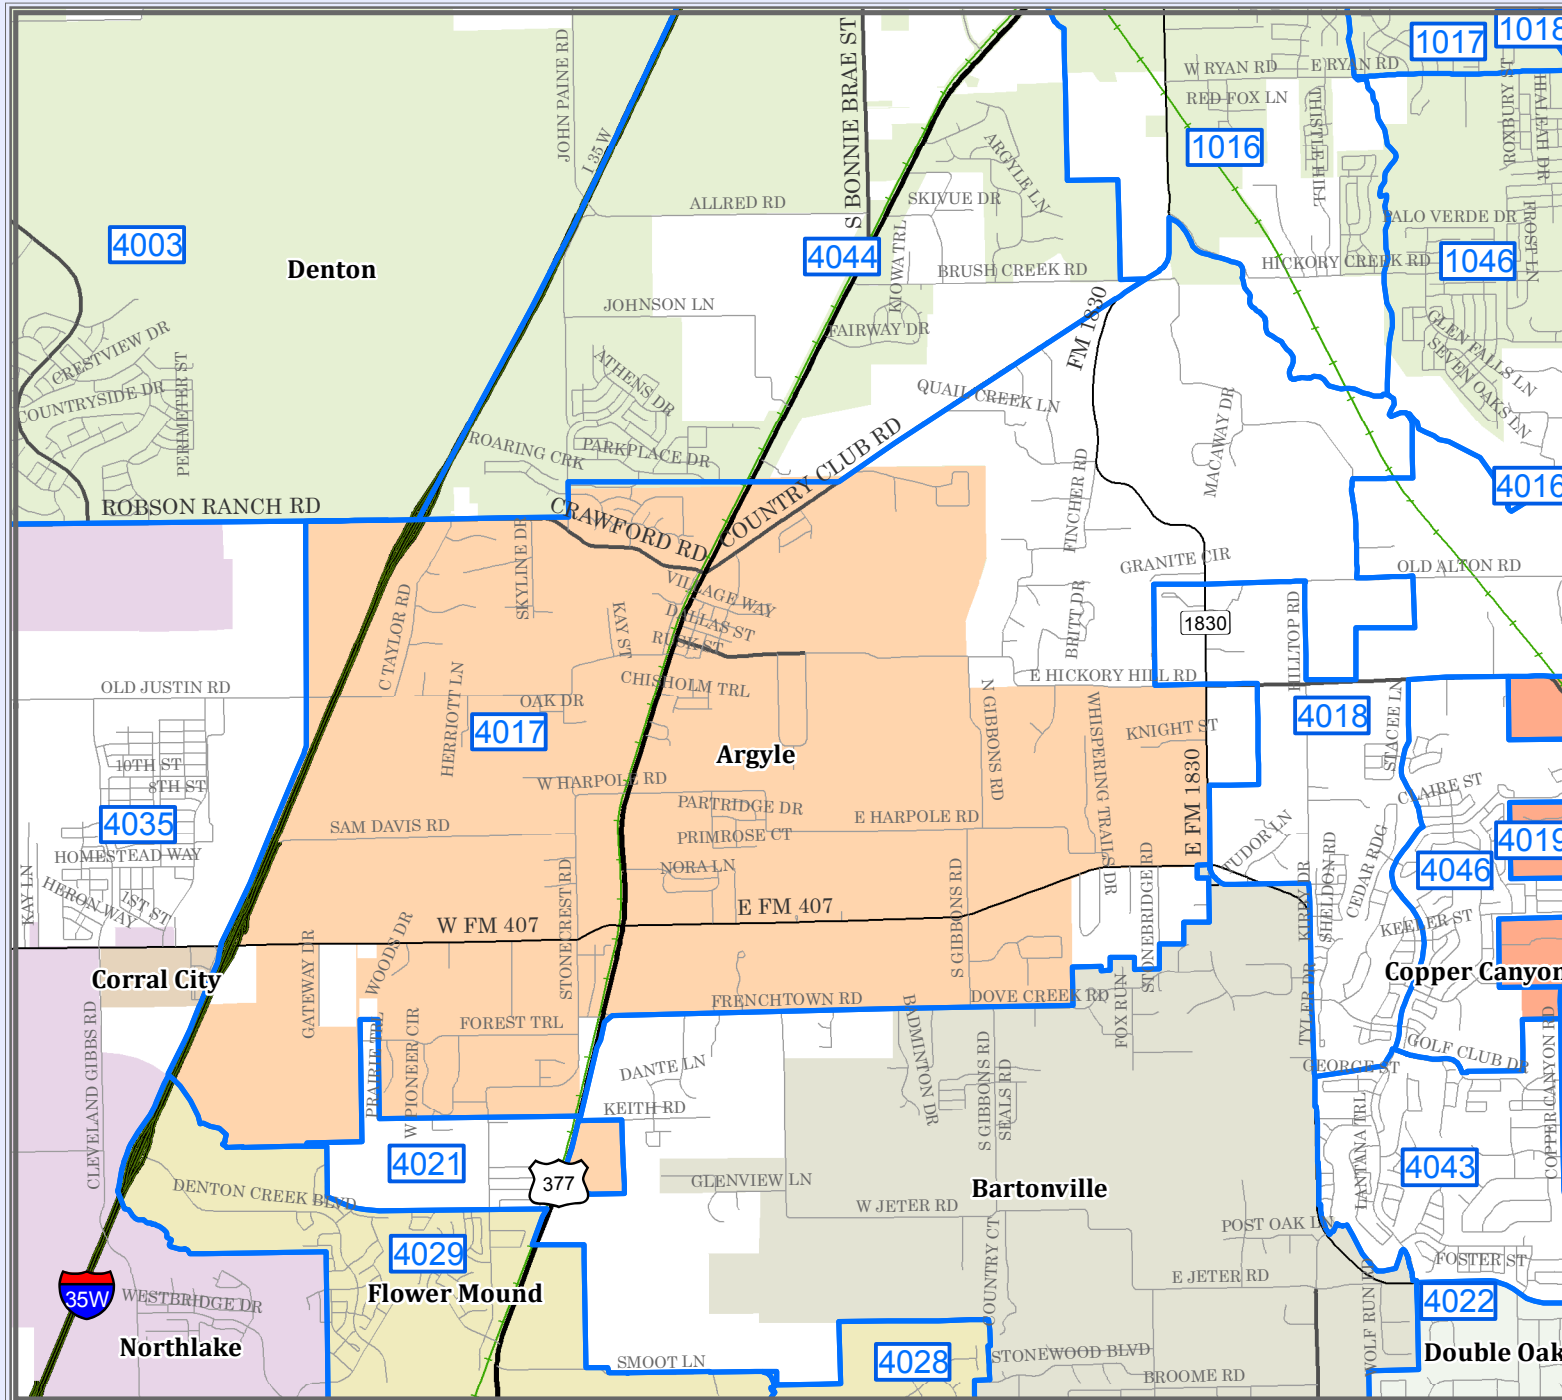 1017
1018
JOHN PAINE RD
I 35 W
S BONNIE BRAE ST
W RYAN RD
E RYAN RD
RED FOX LN
THISTLE HILL
ROXBURY ST
HIALEAH DR
1016
ARGYLE LN
SKIVUE DR
ALLRED RD
4003
Denton
4044
KIOWA TRL
BRUSH CREEK RD
HICKORY CREEK RD
PALO VERDE DR
FROST LN
1046
JOHNSON LN
FAIRWAY DR
FM 1830
CRESTVIEW DR
COUNTRYSIDE DR
PERIMETER ST
ATHENS DR
QUAIL CREEK LN
GLEN FALLS LN
SEVEN OAKS LN
MACAWAY DR
ROARING CRK
PARKPLACE DR
COUNTRY CLUB RD
ROBSON RANCH RD
CRAWFORD RD
FINCHER RD
4016
SKYLINE DR
GRANITE CIR
OLD ALTON RD
C TAYLOR RD
KAY ST
VILLAGE WAY
DALLAS ST
RUSK ST
BRITT DR
1830
HILLTOP RD
E HICKORY HILL RD
OLD JUSTIN RD
HERRIOTT LN
OAK DR
CHISHOLM TRL
4017
Argyle
N GIBBONS RD
WHISPERING TRAILS DR
KNIGHT ST
4018
STACEE LN
10TH ST
8TH ST
W HARPOLE RD
PARTRIDGE DR
PRIMROSE CT
E HARPOLE RD
E FM 1830
CLAIRE ST
4035
SAM DAVIS RD
TUDOR LN
4019
HOMESTEAD WAY
NORA LN
4046
KAY LN
HERON WAY
1ST ST
STONECREST RD
S GIBBONS RD
STONEBRIDGE RD
KIRBY DR
SHELDON RD
CEDAR RDG
KEELER ST
W FM 407
E FM 407
GATEWAY DR
WOODS DR
Corral City
Copper Canyon
FRENCHTOWN RD
DOVE CREEK RD
FOX RUN
TYLER DR
CLEVELAND GIBBS RD
PRAIRIE TRL
W PIONEER CIR
FOREST TRL
BADMINTON DR
S GIBBONS RD
SEALS RD
GEORGE ST
GOLF CLUB DR
COPPER CANYON RD
DANTE LN
KEITH RD
LANTANA TRL
4021
377
GLENVIEW LN
Bartonville
4043
DENTON CREEK BLVD
W JETER RD
POST OAK LN
COUNTRY CT
4029
FOSTER ST
E JETER RD
35W
WESTBRIDGE DR
Flower Mound
WOLF RUN RD
4022
Northlake
SMOOT LN
4028
STONEWOOD BLVD
BROOME RD
Double Oak